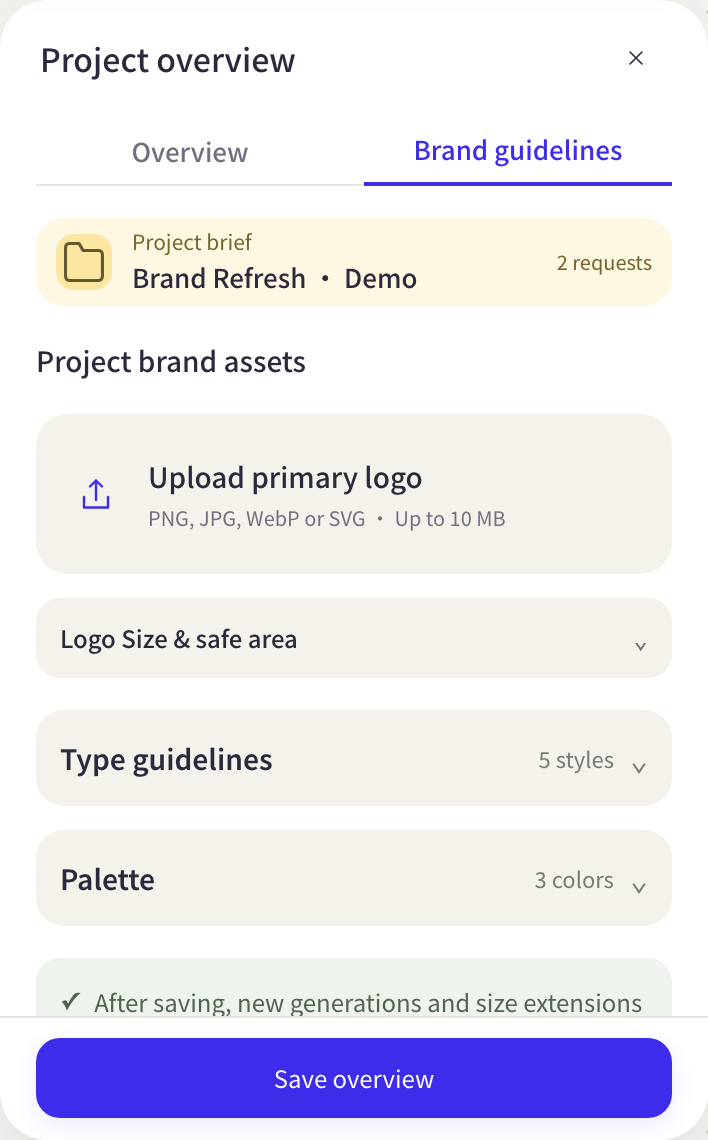 Project overview
Overview
Brand guidelines
Project brief
Brand Refresh • Demo
2 requests
Project brand assets
Upload primary logo
PNG, JPG, WebP or SVG • Up to 10 MB
Logo Size & safe area
Type guidelines
5 styles
Palette
3 colors
✓ After saving, new generations and size extensions
Save overview